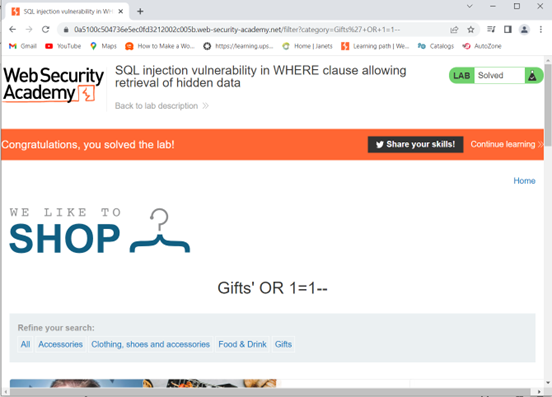 SQL injection vulnerability in WH
0a5100c504736e5ec0fd3212002c005b.web-security-academy.net/filter?category=Gifts%27+OR+1=1--
Gmail YouTube Maps How to Make a Wo... https://learning.ups... Home | Janets Learning path | We... Catalogs AutoZone
Web Security
Academy
SQL injection vulnerability in WHERE clause allowing
retrieval of hidden data
Back to lab description
LAB Solved
Congratulations, you solved the lab!
Share your skills!
Continue learning
Home
WE LIKE TO
SHOP
Gifts' OR 1=1--
Refine your search:
All Accessories Clothing, shoes and accessories Food & Drink Gifts